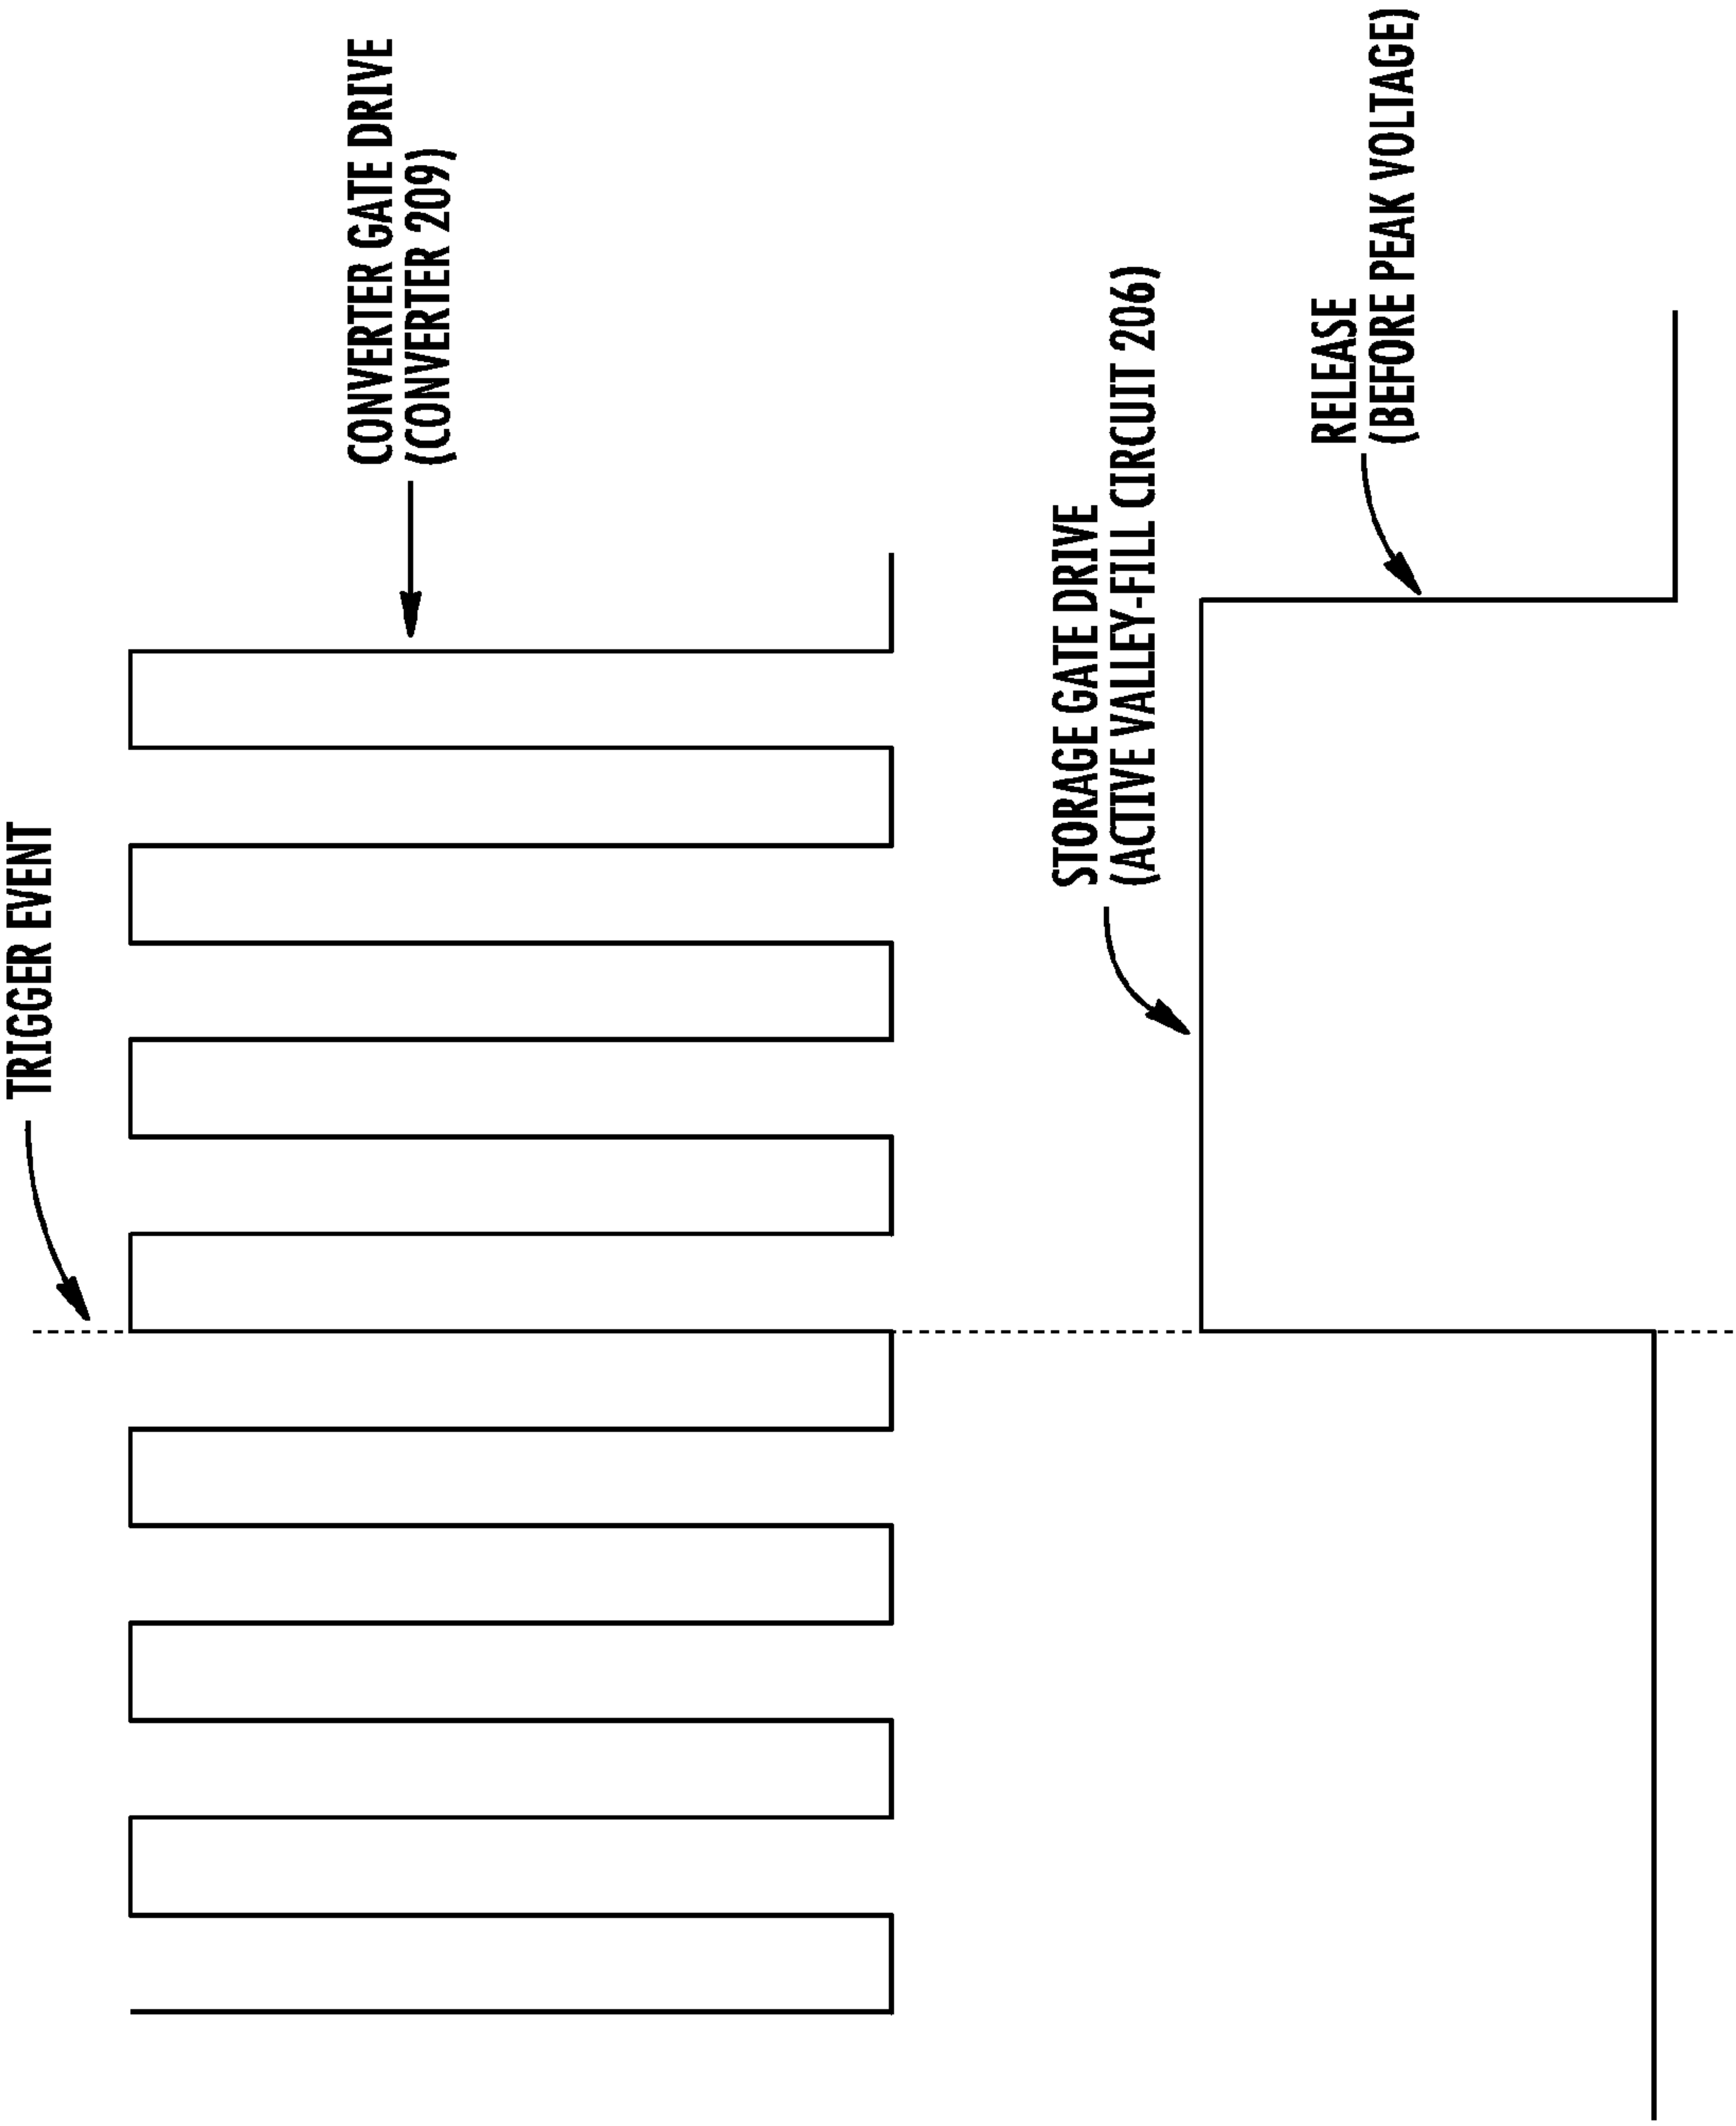 TRIGGER EVENT
CONVERTER GATE DRIVE
(CONVERTER 209)
STORAGE GATE DRIVE
(ACTIVE VALLEY-FILL CIRCUIT 206)
RELEASE
(BEFORE PEAK VOLTAGE)